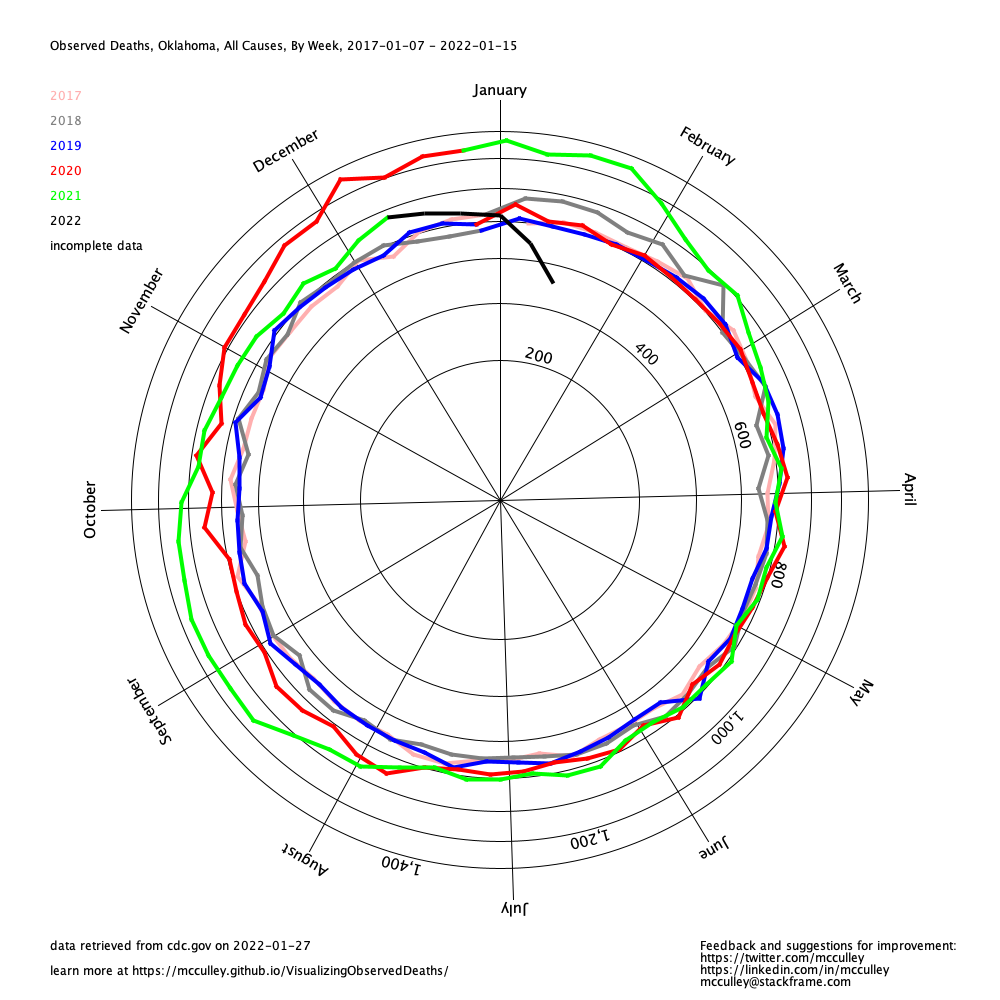 Observed Deaths, Oklahoma, All Causes, By Week, 2017-01-07 - 2022-01-15
2017
2018
2019
2020
2021
2022
incomplete data
January
February
March
April
May
June
July
August
September
October
November
December
200
400
600
800
1,000
1,200
1,400
data retrieved from cdc.gov on 2022-01-27
learn more at https://mcculley.github.io/VisualizingObservedDeaths/
Feedback and suggestions for improvement:
https://twitter.com/mcculley
https://linkedin.com/in/mcculley
mcculley@stackframe.com